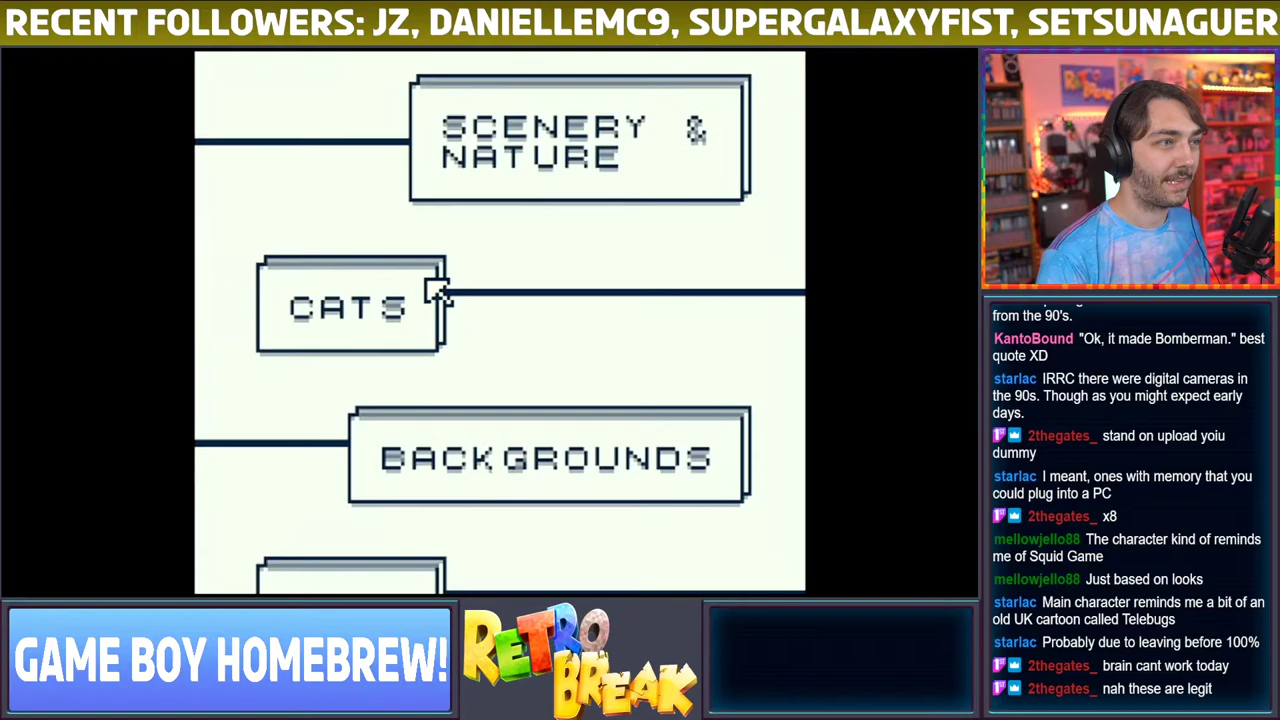 RECENT FOLLOWERS: JZ, DANIELLEMC9, SUPERGALAXYFIST, SETSUNAGUER
SCENERY &
NATURE
CATS
BACKGROUNDS
from the 90's.
KantoBound "Ok, it made Bomberman." best
quote XD
starlac IRRC there were digital cameras in
the 90s. Though as you might expect early
days.
2thegates_ stand on upload yoiu
dummy
starlac I meant, ones with memory that you
could plug into a PC
2thegates_ x8
mellowjello88 The character kind of reminds
me of Squid Game
mellowjello88 Just based on looks
starlac Main character reminds me a bit of an
old UK cartoon called Telebugs
starlac Probably due to leaving before 100%
2thegates_ brain cant work today
2thegates_ nah these are legit
GAME BOY HOMEBREW!
RETRO
BREAK